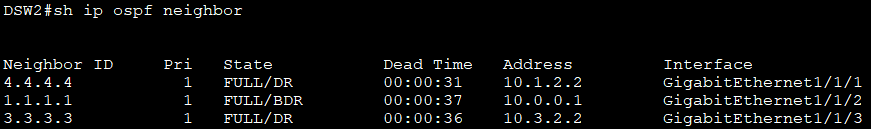 DSW2#sh ip ospf neighbor
Neighbor ID     Pri   State           Dead Time   Address         Interface
4.4.4.4           1   FULL/DR         00:00:31    10.1.2.2        GigabitEthernet1/1/1
1.1.1.1           1   FULL/BDR        00:00:37    10.0.0.1        GigabitEthernet1/1/2
3.3.3.3           1   FULL/DR         00:00:36    10.3.2.2        GigabitEthernet1/1/3